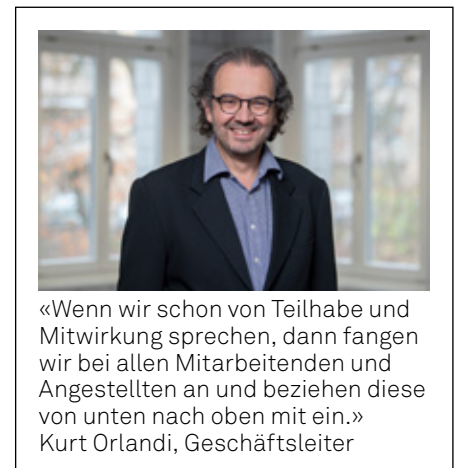 «Wenn wir schon von Teilhabe und
Mitwirkung sprechen, dann fangen
wir bei allen Mitarbeitenden und
Angestellten an und beziehen diese
von unten nach oben mit ein.»
Kurt Orlandi, Geschäftsleiter